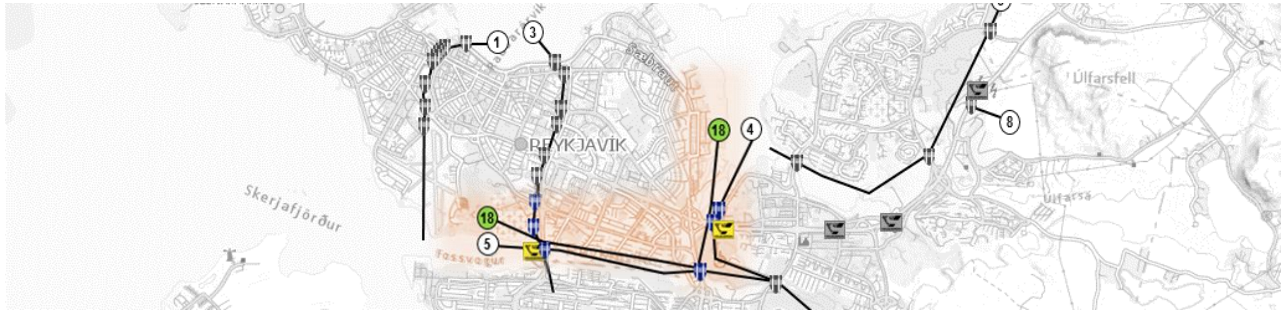 1
3
Sæbraut
Úlfarsfell
8
18
4
REYKJAVÍK
Skerjafjörður
Úlfarsá
18
5
Fossvogur